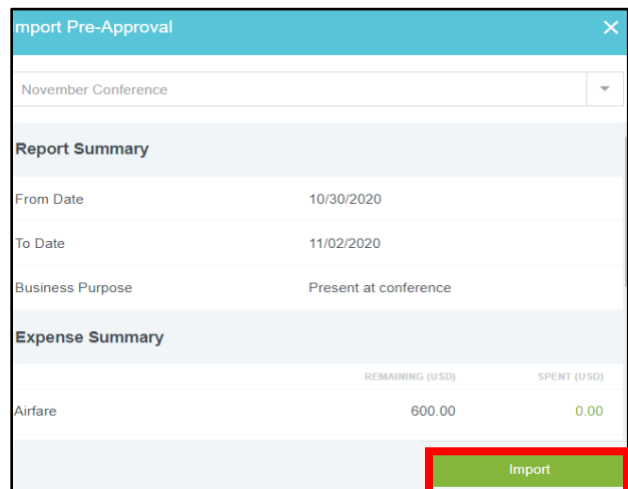 mport Pre-Approval
November Conference
Report Summary
From Date 10/30/2020
To Date 11/02/2020
Business Purpose Present at conference
Expense Summary
REMAINING (USD) SPENT (USD)
Airfare 600.00 0.00
Import